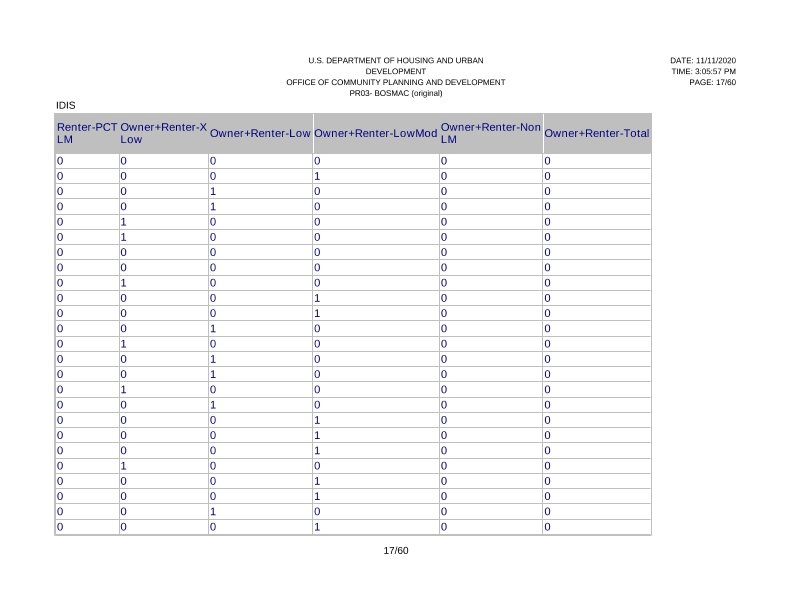 U.S. DEPARTMENT OF HOUSING AND URBAN
DEVELOPMENT
OFFICE OF COMMUNITY PLANNING AND DEVELOPMENT
PR03- BOSMAC (original)
DATE: 11/11/2020
TIME: 3:05:57 PM
PAGE: 17/60
IDIS
Renter-PCT LM Owner+Renter-X Low Owner+Renter-Low Owner+Renter-LowMod Owner+Renter-Non LM Owner+Renter-Total
0 0 0 0 0 0
0 0 0 1 0 0
0 0 1 0 0 0
0 0 1 0 0 0
0 1 0 0 0 0
0 1 0 0 0 0
0 0 0 0 0 0
0 0 0 0 0 0
0 1 0 0 0 0
0 0 0 1 0 0
0 0 0 1 0 0
0 0 1 0 0 0
0 1 0 0 0 0
0 0 1 0 0 0
0 0 1 0 0 0
0 1 0 0 0 0
0 0 1 0 0 0
0 0 0 1 0 0
0 0 0 1 0 0
0 0 0 1 0 0
0 1 0 0 0 0
0 0 0 1 0 0
0 0 0 1 0 0
0 0 1 0 0 0
0 0 0 1 0 0
17/60